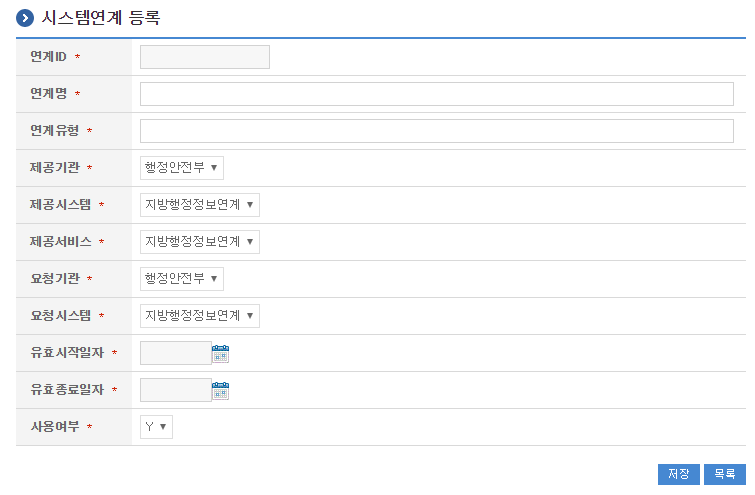 시스템연계 등록
연계ID *
연계명 *
연계유형 *
제공기관 * 행정안전부
제공시스템 * 지방행정정보연계
제공서비스 * 지방행정정보연계
요청기관 * 행정안전부
요청시스템 * 지방행정정보연계
유효시작일자 *
유효종료일자 *
사용여부 * Y
저장 목록